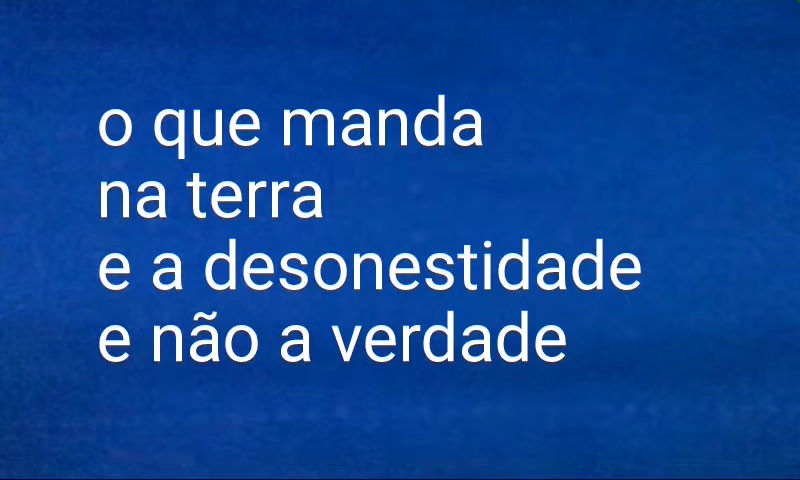 o que manda
na terra
e a desonestidade
e não a verdade